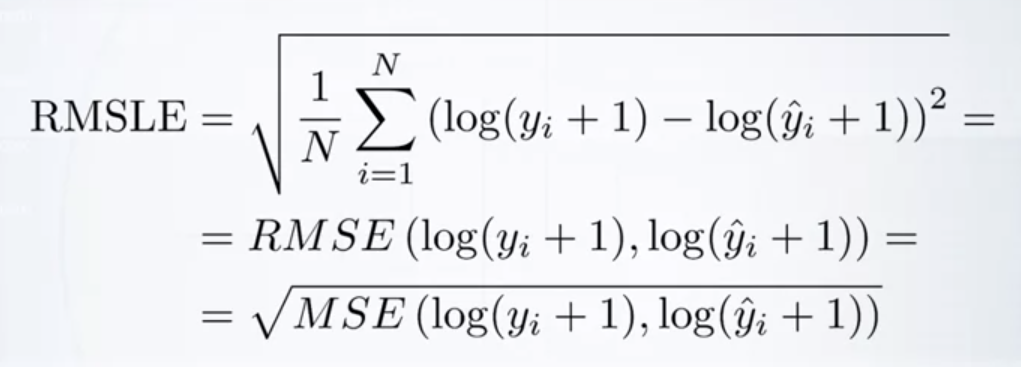 RMSLE = √(1/N ∑_{i=1}^{N} (log(y_i + 1) − log(ŷ_i + 1))²) =
= RMSE (log(y_i + 1), log(ŷ_i + 1)) =
= √(MSE (log(y_i + 1), log(ŷ_i + 1)))